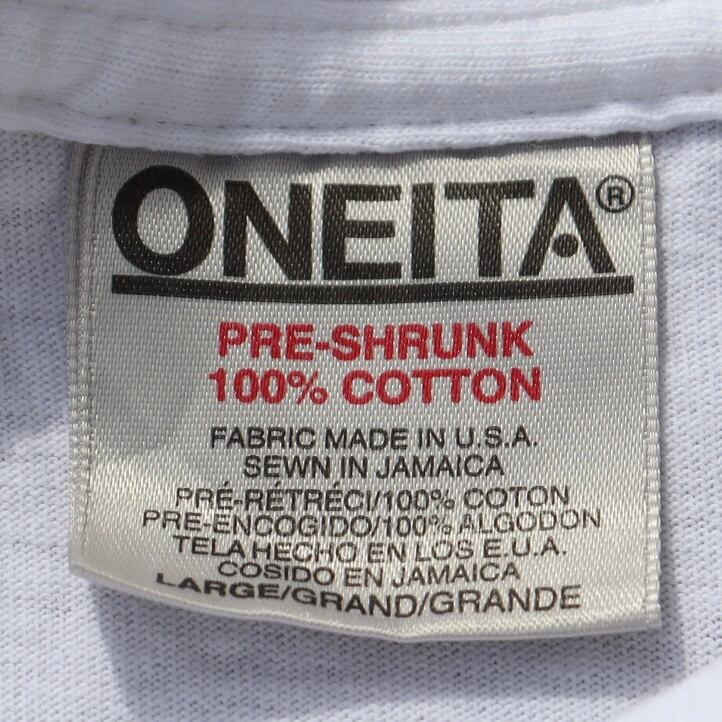 ONEITA®
PRE-SHRUNK
100% COTTON
FABRIC MADE IN U.S.A.
SEWN IN JAMAICA
PRÉ-RÉTRÉCI/100% COTON
PRE-ENCOGIDO/100% ALGODON
TELA HECHO EN LOS E.U.A.
COSIDO EN JAMAICA
LARGE/GRAND/GRANDE